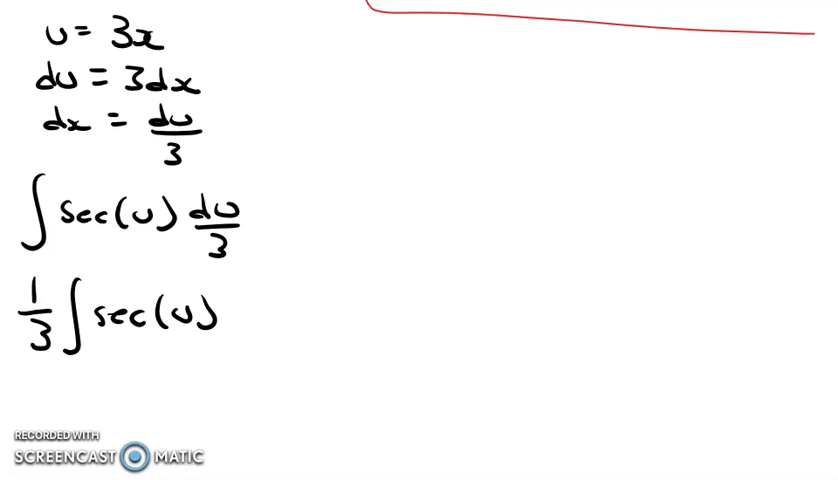 u = 3x
du = 3dx
dx = du/3
∫ sec(u) du/3
1/3 ∫ sec(u)
RECORDED WITH
SCREENCAST MATIC